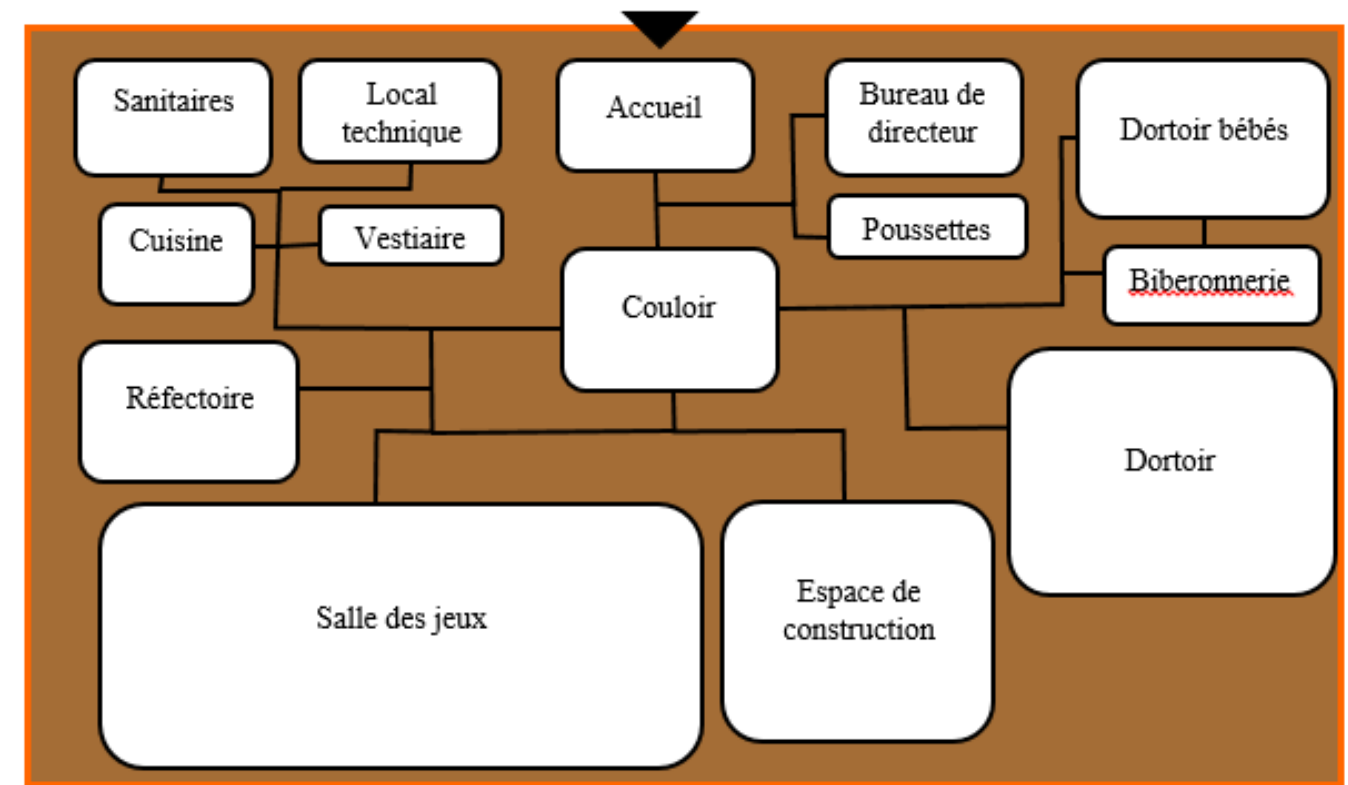 Sanitaires
Local
technique
Accueil
Bureau de
directeur
Dortoir bébés
Cuisine
Vestiaire
Poussettes
Biberonnerie
Couloir
Réfectoire
Dortoir
Salle des jeux
Espace de
construction